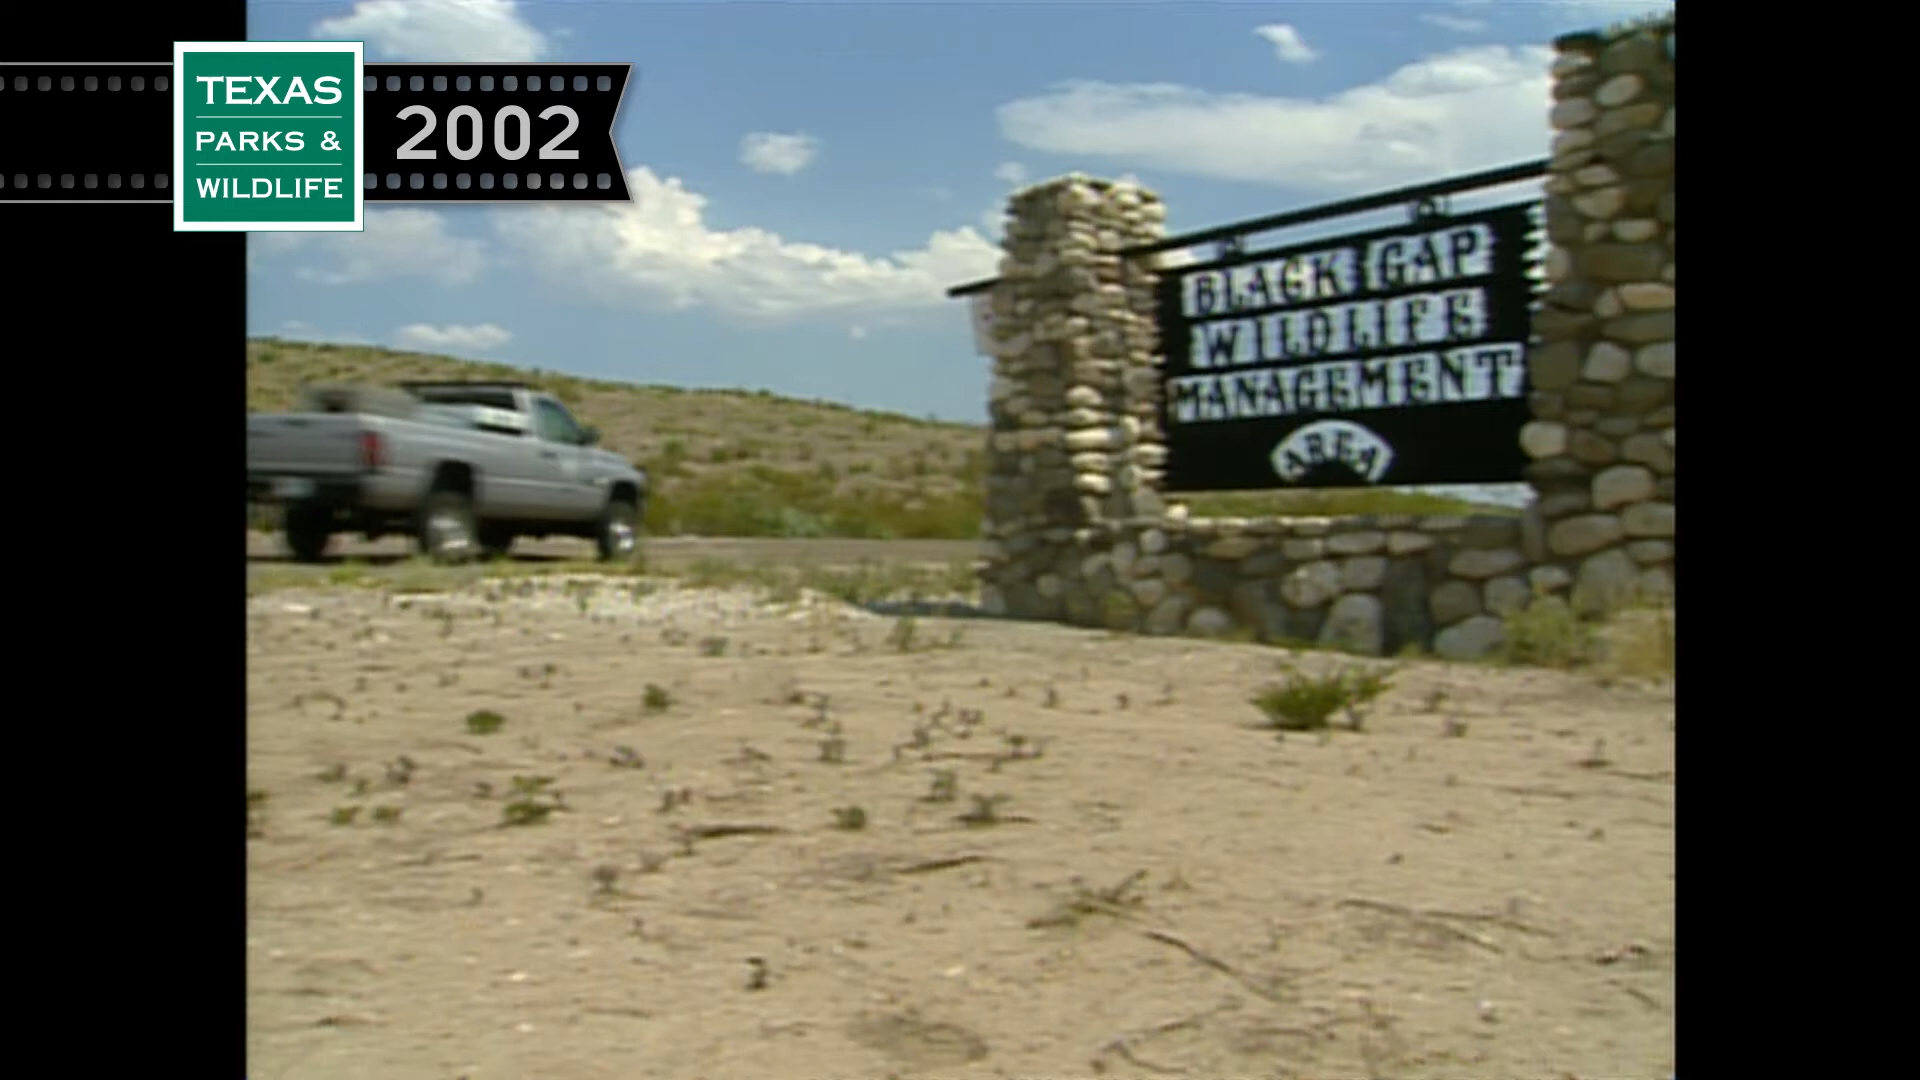 TEXAS
PARKS &
WILDLIFE
2002
BLACK GAP
WILDLIFE
MANAGEMENT
AREA